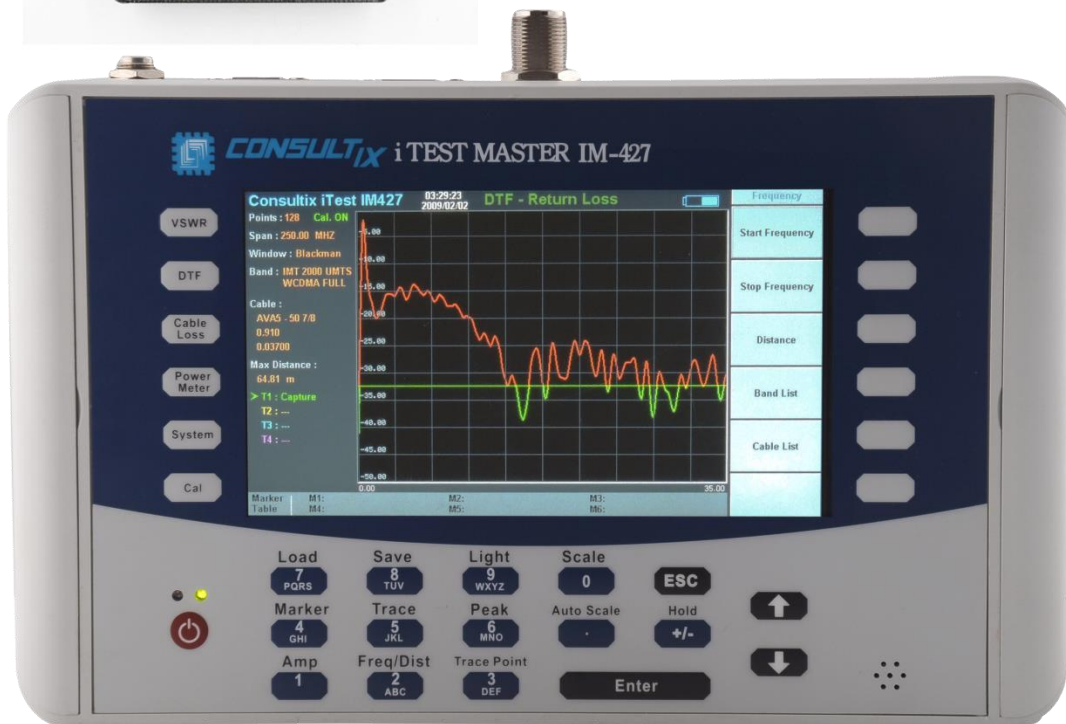 CONSULTix i TEST MASTER IM-427
Consultix iTest IM427
03:29:23
2009/02/02
DTF - Return Loss
Frequency
Points : 128 Cal. ON
Span : 250.00 MHZ
Window : Blackman
Band : IMT 2000 UMTS
WCDMA FULL
Cable :
AVA5 - 50 7/8
0.910
0.03700
Max Distance :
64.81 m
> T1 : Capture
T2 : ---
T3 : ---
T4 : ---
-5.00
-10.00
-15.00
-20.00
-25.00
-30.00
-35.00
-40.00
-45.00
-50.00
0.00
35.00
Marker M1: M2: M3:
Table M4: M5: M6:
Start Frequency
Stop Frequency
Distance
Band List
Cable List
VSWR
DTF
Cable
Loss
Power
Meter
System
Cal
Load Save Light Scale
7 8 9 0 ESC
PQRS TUV WXYZ
Marker Trace Peak Auto Scale Hold
4 5 6 . +/-
GHI JKL MNO
Amp Freq/Dist Trace Point
1 2 3 Enter
ABC DEF